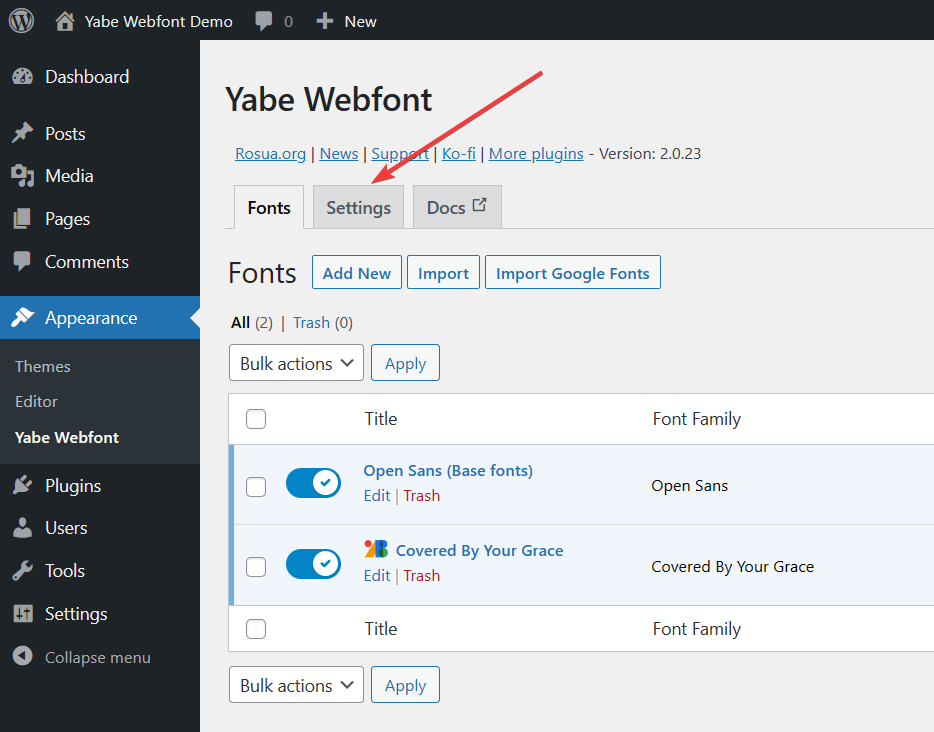 Yabe Webfont Demo 0 New
Dashboard
Posts
Media
Pages
Comments
Appearance
Themes
Editor
Yabe Webfont
Plugins
Users
Tools
Settings
Collapse menu
Yabe Webfont
Rosua.org | News | Support | Ko-fi | More plugins - Version: 2.0.23
Fonts Settings Docs
Fonts Add New Import Import Google Fonts
All (2) | Trash (0)
Bulk actions Apply
Title Font Family
Open Sans (Base fonts) Open Sans
Edit | Trash
Covered By Your Grace Covered By Your Grace
Edit | Trash
Title Font Family
Bulk actions Apply